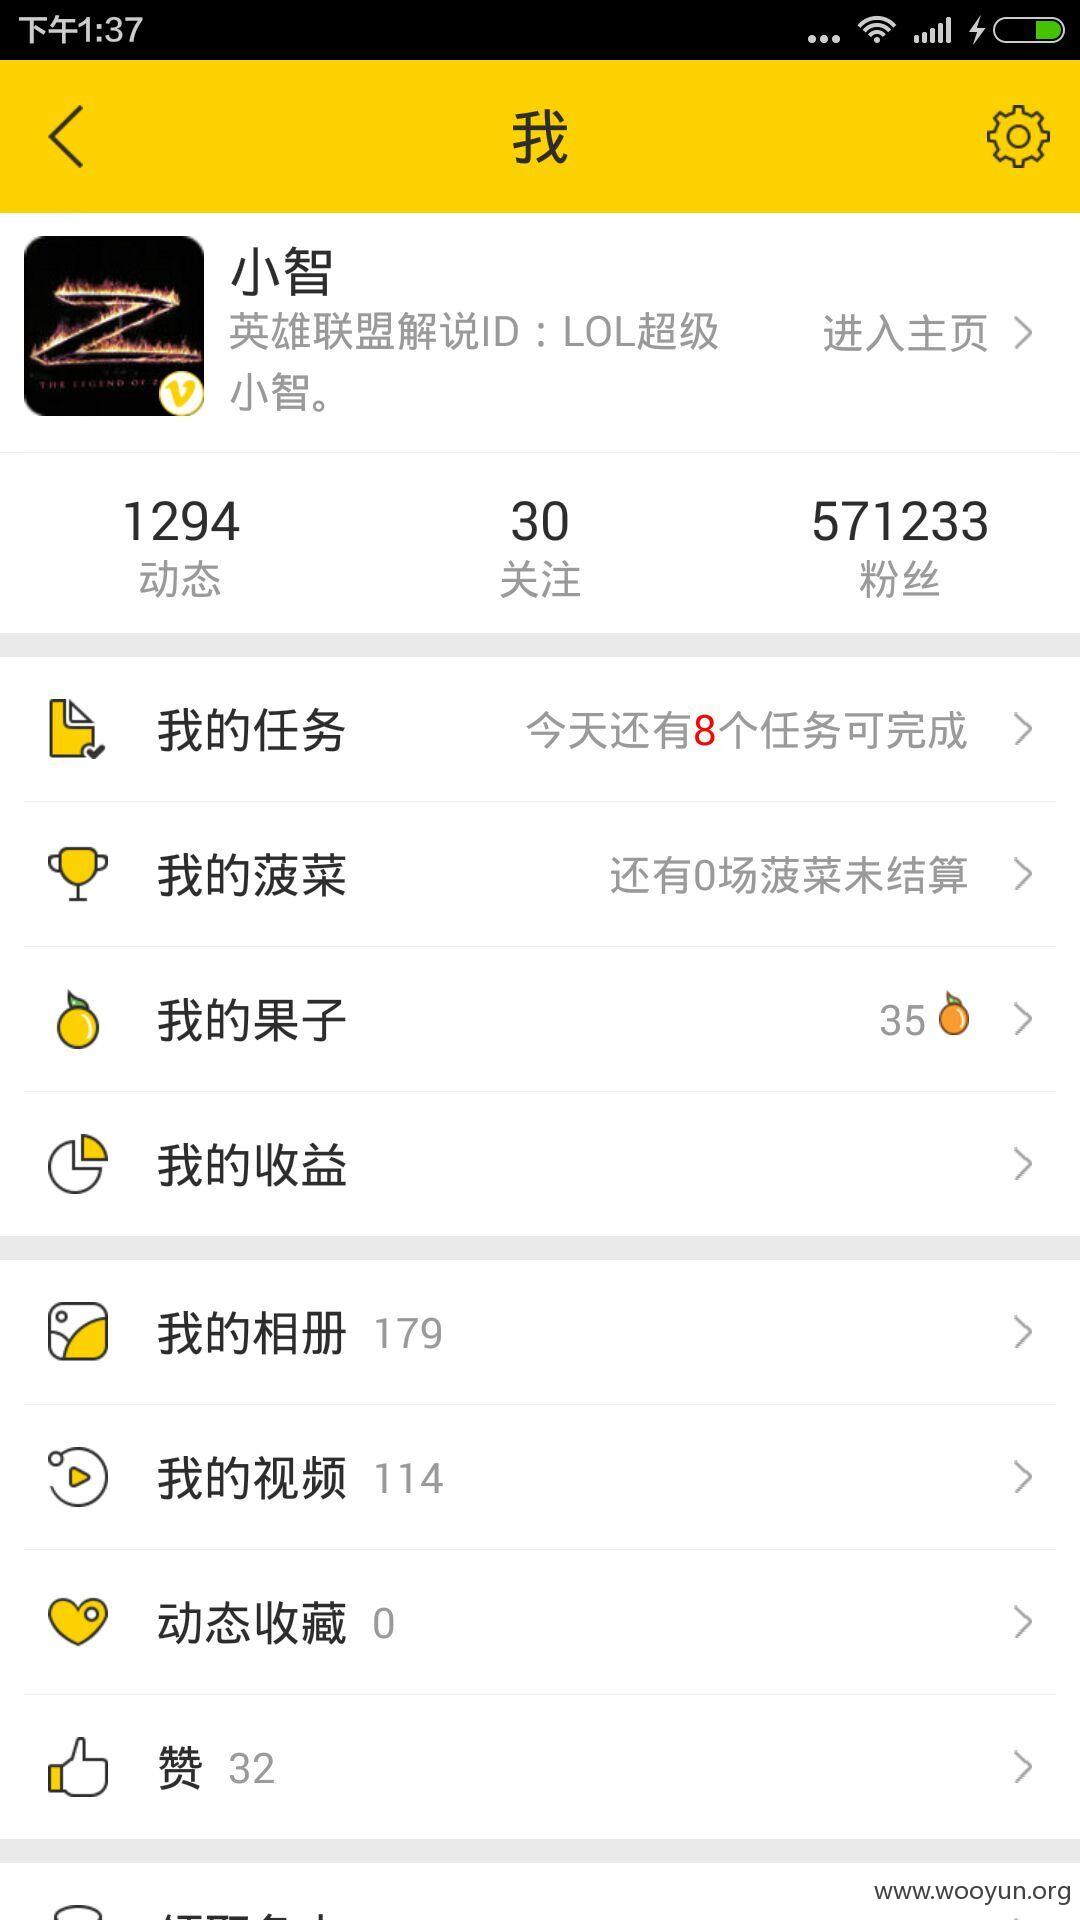 下午1:37
我
小智
英雄联盟解说ID：LOL超级
小智。
进入主页
1294
30
571233
动态
关注
粉丝
我的任务
今天还有8个任务可完成
我的菠菜
还有0场菠菜未结算
我的果子
35
我的收益
我的相册 179
我的视频 114
动态收藏 0
赞 32
www.wooyun.org